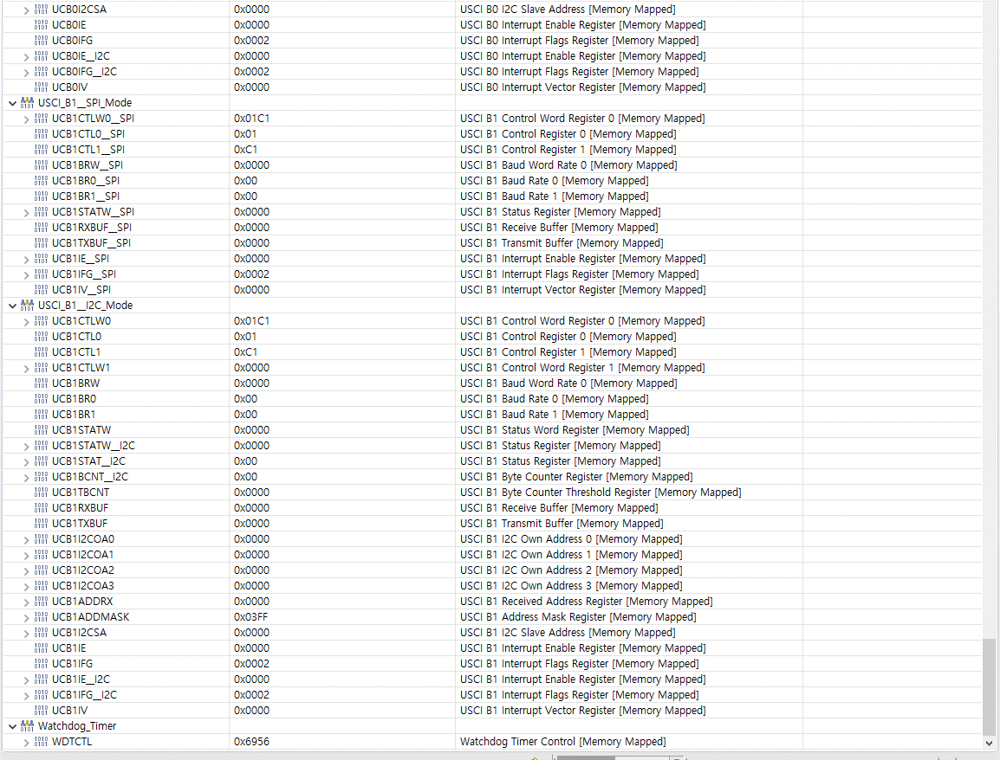 UCB0I2CSA 0x0000 USCI B0 I2C Slave Address [Memory Mapped]
UCB0IE 0x0000 USCI B0 Interrupt Enable Register [Memory Mapped]
UCB0IFG 0x0002 USCI B0 Interrupt Flags Register [Memory Mapped]
UCB0IE__I2C 0x0000 USCI B0 Interrupt Enable Register [Memory Mapped]
UCB0IFG__I2C 0x0002 USCI B0 Interrupt Flags Register [Memory Mapped]
UCB0IV 0x0000 USCI B0 Interrupt Vector Register [Memory Mapped]
USCI_B1__SPI_Mode
UCB1CTLW0__SPI 0x01C1 USCI B1 Control Word Register 0 [Memory Mapped]
UCB1CTL0__SPI 0x01 USCI B1 Control Register 0 [Memory Mapped]
UCB1CTL1__SPI 0xC1 USCI B1 Control Register 1 [Memory Mapped]
UCB1BRW__SPI 0x0000 USCI B1 Baud Word Rate 0 [Memory Mapped]
UCB1BR0__SPI 0x00 USCI B1 Baud Rate 0 [Memory Mapped]
UCB1BR1__SPI 0x00 USCI B1 Baud Rate 1 [Memory Mapped]
UCB1STATW__SPI 0x0000 USCI B1 Status Register [Memory Mapped]
UCB1RXBUF__SPI 0x0000 USCI B1 Receive Buffer [Memory Mapped]
UCB1TXBUF__SPI 0x0000 USCI B1 Transmit Buffer [Memory Mapped]
UCB1IE__SPI 0x0000 USCI B1 Interrupt Enable Register [Memory Mapped]
UCB1IFG__SPI 0x0002 USCI B1 Interrupt Flags Register [Memory Mapped]
UCB1IV__SPI 0x0000 USCI B1 Interrupt Vector Register [Memory Mapped]
USCI_B1__I2C_Mode
UCB1CTLW0 0x01C1 USCI B1 Control Word Register 0 [Memory Mapped]
UCB1CTL0 0x01 USCI B1 Control Register 0 [Memory Mapped]
UCB1CTL1 0xC1 USCI B1 Control Register 1 [Memory Mapped]
UCB1CTLW1 0x0000 USCI B1 Control Word Register 1 [Memory Mapped]
UCB1BRW 0x0000 USCI B1 Baud Word Rate 0 [Memory Mapped]
UCB1BR0 0x00 USCI B1 Baud Rate 0 [Memory Mapped]
UCB1BR1 0x00 USCI B1 Baud Rate 1 [Memory Mapped]
UCB1STATW 0x0000 USCI B1 Status Word Register [Memory Mapped]
UCB1STATW__I2C 0x0000 USCI B1 Status Register [Memory Mapped]
UCB1STAT__I2C 0x00 USCI B1 Status Register [Memory Mapped]
UCB1BCNT__I2C 0x00 USCI B1 Byte Counter Register [Memory Mapped]
UCB1TBCNT 0x0000 USCI B1 Byte Counter Threshold Register [Memory Mapped]
UCB1RXBUF 0x0000 USCI B1 Receive Buffer [Memory Mapped]
UCB1TXBUF 0x0000 USCI B1 Transmit Buffer [Memory Mapped]
UCB1I2COA0 0x0000 USCI B1 I2C Own Address 0 [Memory Mapped]
UCB1I2COA1 0x0000 USCI B1 I2C Own Address 1 [Memory Mapped]
UCB1I2COA2 0x0000 USCI B1 I2C Own Address 2 [Memory Mapped]
UCB1I2COA3 0x0000 USCI B1 I2C Own Address 3 [Memory Mapped]
UCB1ADDRX 0x0000 USCI B1 Received Address Register [Memory Mapped]
UCB1ADDMASK 0x03FF USCI B1 Address Mask Register [Memory Mapped]
UCB1I2CSA 0x0000 USCI B1 I2C Slave Address [Memory Mapped]
UCB1IE 0x0000 USCI B1 Interrupt Enable Register [Memory Mapped]
UCB1IFG 0x0002 USCI B1 Interrupt Flags Register [Memory Mapped]
UCB1IE__I2C 0x0000 USCI B1 Interrupt Enable Register [Memory Mapped]
UCB1IFG__I2C 0x0002 USCI B1 Interrupt Flags Register [Memory Mapped]
UCB1IV 0x0000 USCI B1 Interrupt Vector Register [Memory Mapped]
Watchdog_Timer
WDTCTL 0x6956 Watchdog Timer Control [Memory Mapped]